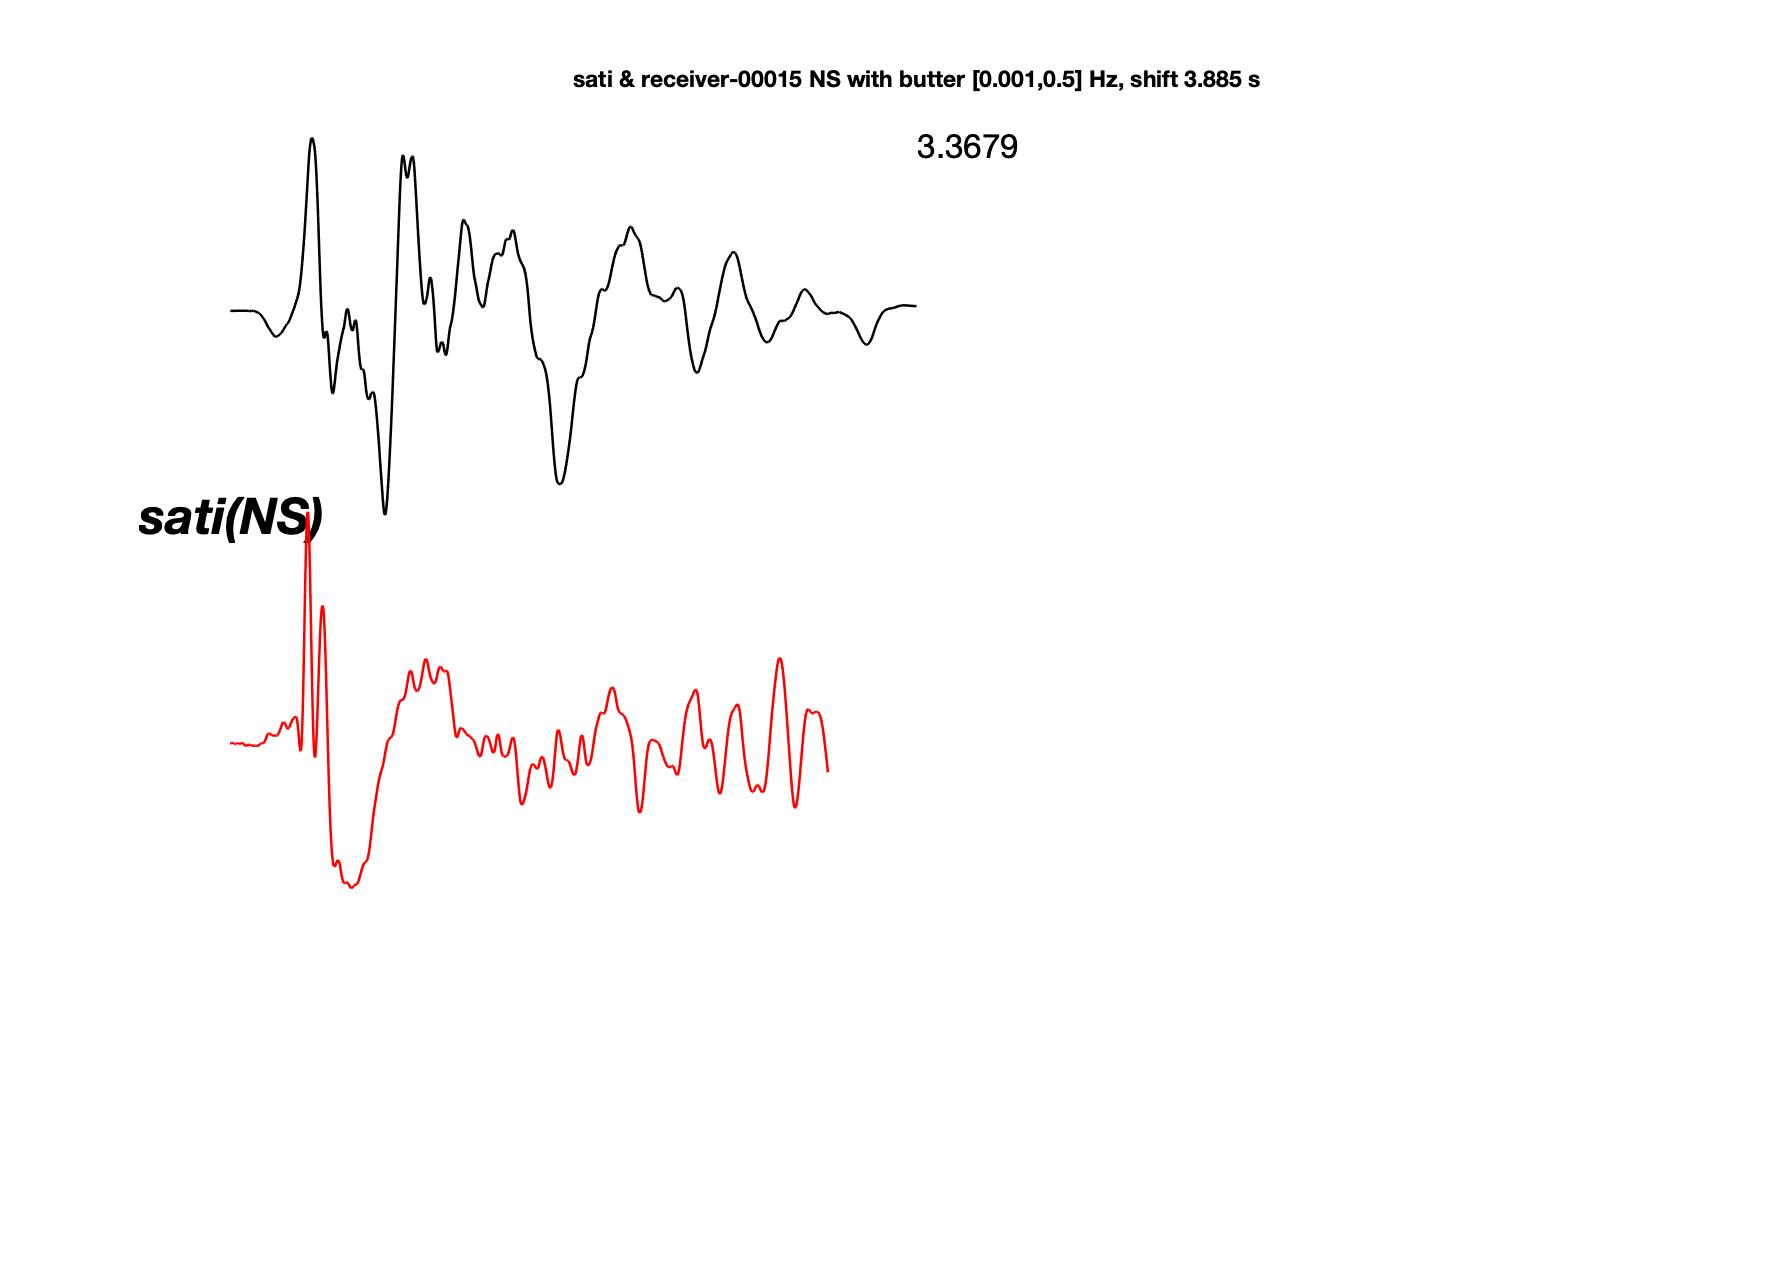 sati & receiver-00015 NS with butter [0.001,0.5] Hz, shift 3.885 s
3.3679
sati(NS)